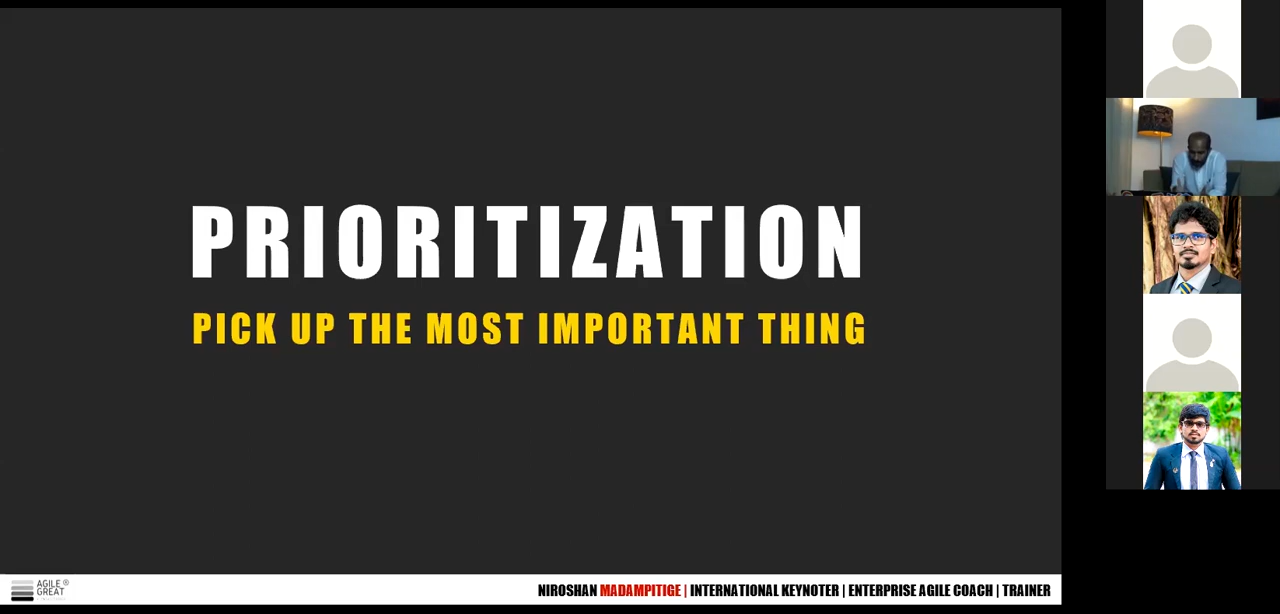 PRIORITIZATION
PICK UP THE MOST IMPORTANT THING
AGILE ®
GREAT
NIROSHAN MADAMPITIGE | INTERNATIONAL KEYNOTER | ENTERPRISE AGILE COACH | TRAINER